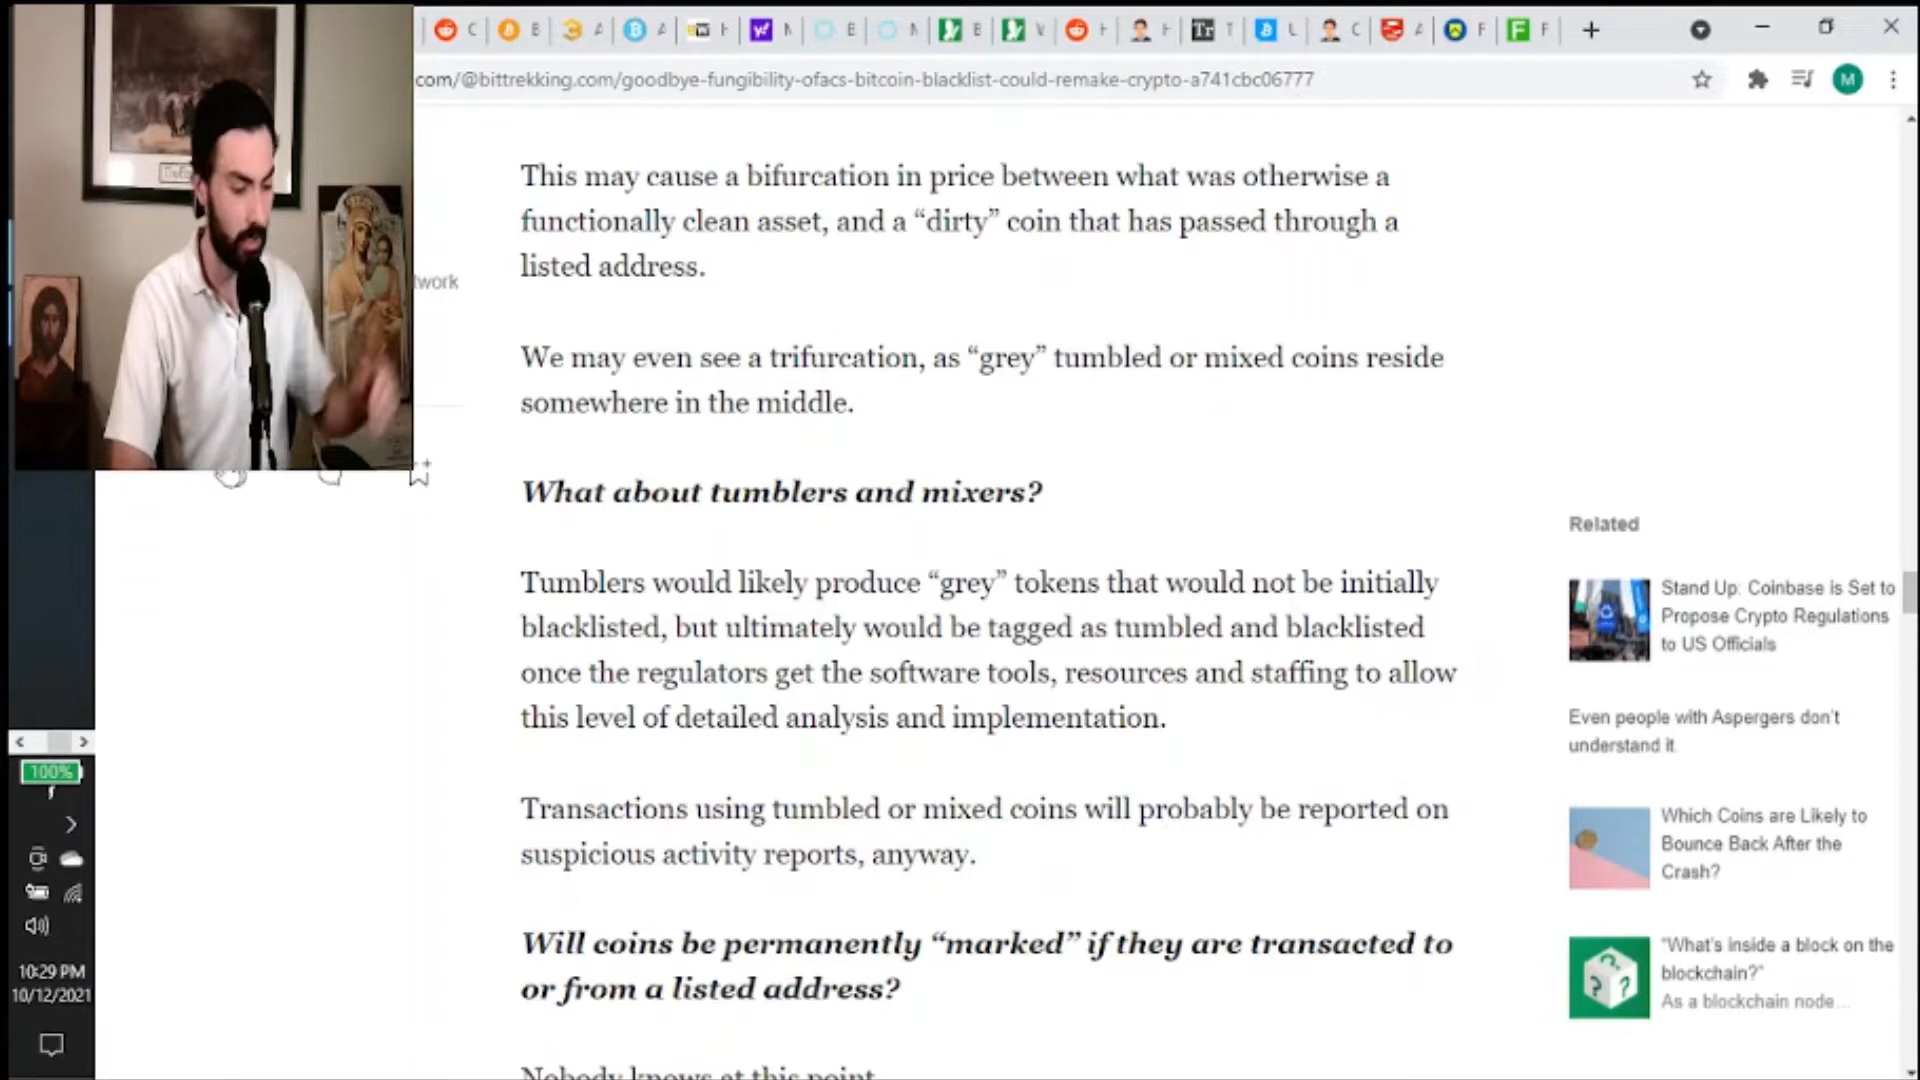 com/@bittrekking.com/goodbye-fungibility-ofacs-bitcoin-blacklist-could-remake-crypto-a741cbc06777
M
This may cause a bifurcation in price between what was otherwise a
functionally clean asset, and a “dirty” coin that has passed through a
listed address.
We may even see a trifurcation, as “grey” tumbled or mixed coins reside
somewhere in the middle.
What about tumblers and mixers?
Tumblers would likely produce “grey” tokens that would not be initially
blacklisted, but ultimately would be tagged as tumbled and blacklisted
once the regulators get the software tools, resources and staffing to allow
this level of detailed analysis and implementation.
Transactions using tumbled or mixed coins will probably be reported on
suspicious activity reports, anyway.
Will coins be permanently “marked” if they are transacted to
or from a listed address?
Nobody knows at this point
Related
Stand Up: Coinbase is Set to
Propose Crypto Regulations
to US Officials
Even people with Aspergers don’t
understand it
Which Coins are Likely to
Bounce Back After the
Crash?
“What’s inside a block on the
blockchain?”
As a blockchain node...
100%
10:29 PM
10/12/2021